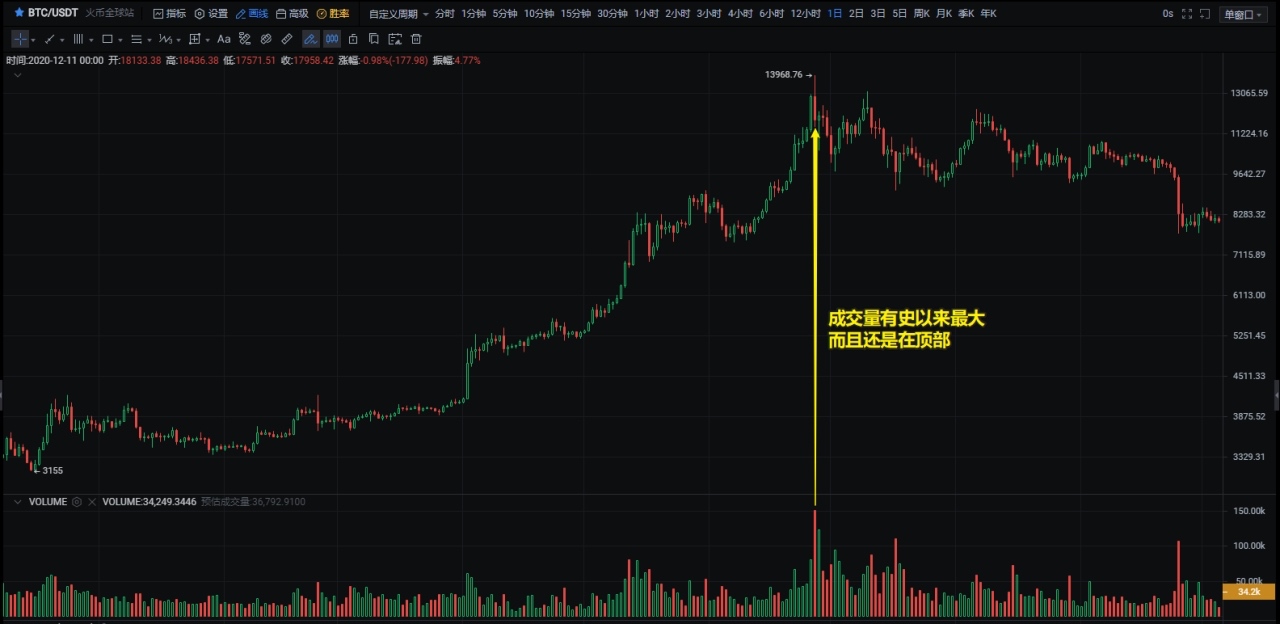 BTC/USDT 火币全球站 指标 设置 画线 高级 胜率 自定义周期 分时 1分钟 5分钟 10分钟 15分钟 30分钟 1小时 2小时 3小时 4小时 6小时 12小时 1日 2日 3日 5日 周K 月K 季K 年K 0s 单窗口
Aa
时间:2020-12-11 00:00 开:18133.38 高:18436.38 低:17571.51 收:17958.42 涨幅:-0.98%(-177.98) 振幅:4.77%
13968.76
13065.59
11224.16
9642.27
8283.32
7115.89
6113.00
成交量有史以来最大
而且还是在顶部
5251.45
4511.33
3875.52
3329.31
3155
VOLUME VOLUME:34,249.3446 预估成交量:36,792.9100
150.00k
100.00k
50.00k
34.2k